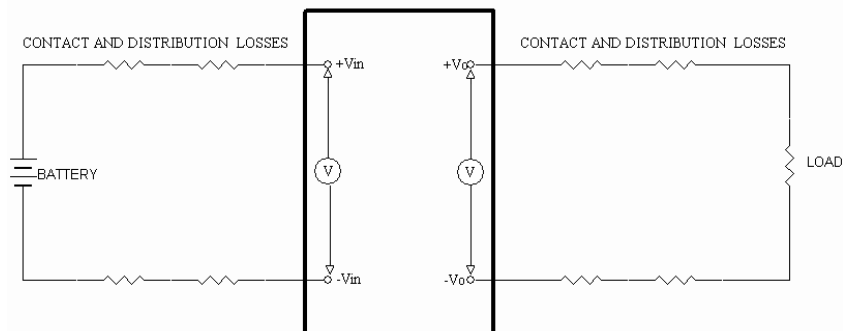 CONTACT AND DISTRIBUTION LOSSES
CONTACT AND DISTRIBUTION LOSSES
+Vin
+Vo
BATTERY
V
V
LOAD
-Vin
-Vo